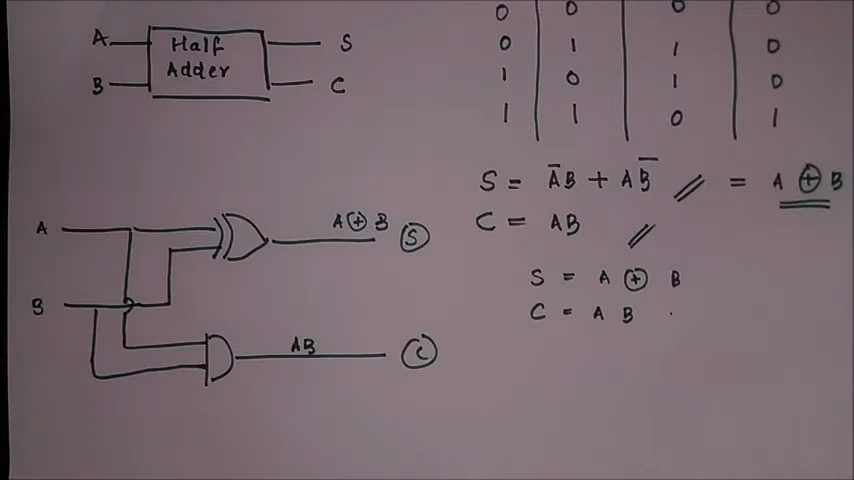 A Half S
B Adder C
0 0 0 0
0 1 1 0
1 0 1 0
1 1 0 1
S = A̅B + AB̅ // = A ⊕ B
C = AB //
S = A ⊕ B
C = A B
A A ⊕ B S
B
AB C